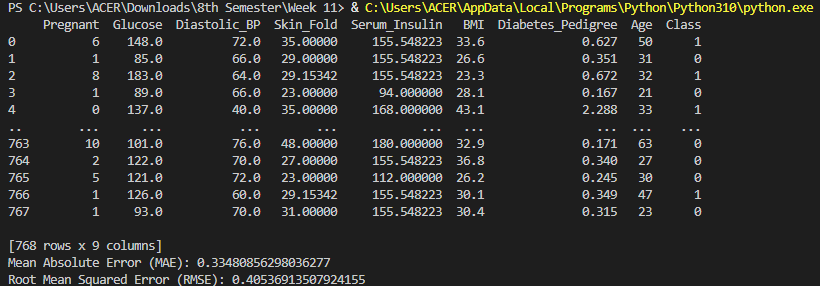 PS C:\Users\ACER\Downloads\8th Semester\Week 11> & C:\Users\ACER\AppData\Local\Programs\Python\Python310\python.exe
Pregnant Glucose Diastolic_BP Skin_Fold Serum_Insulin BMI Diabetes_Pedigree Age Class
0 6 148.0 72.0 35.00000 155.548223 33.6 0.627 50 1
1 1 85.0 66.0 29.00000 155.548223 26.6 0.351 31 0
2 8 183.0 64.0 29.15342 155.548223 23.3 0.672 32 1
3 1 89.0 66.0 23.00000 94.000000 28.1 0.167 21 0
4 0 137.0 40.0 35.00000 168.000000 43.1 2.288 33 1
.. ... ... ... ... ... ... ... ... ...
763 10 101.0 76.0 48.00000 180.000000 32.9 0.171 63 0
764 2 122.0 70.0 27.00000 155.548223 36.8 0.340 27 0
765 5 121.0 72.0 23.00000 112.000000 26.2 0.245 30 0
766 1 126.0 60.0 29.15342 155.548223 30.1 0.349 47 1
767 1 93.0 70.0 31.00000 155.548223 30.4 0.315 23 0
[768 rows x 9 columns]
Mean Absolute Error (MAE): 0.33480856298036277
Root Mean Squared Error (RMSE): 0.40536913507924155